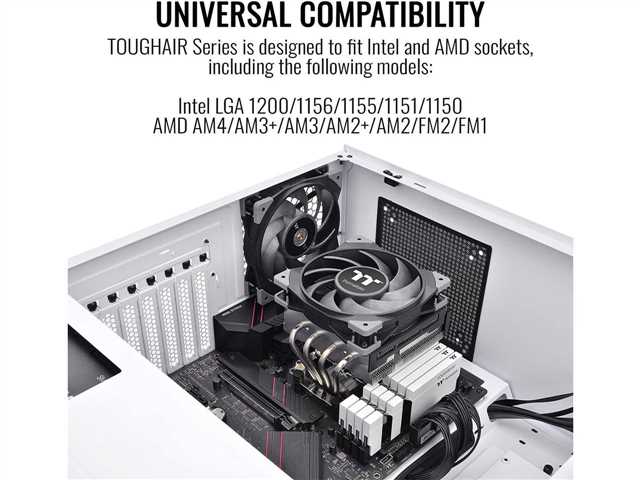 UNIVERSAL COMPATIBILITY
TOUGHAIR Series is designed to fit Intel and AMD sockets,
including the following models:
Intel LGA 1200/1156/1155/1151/1150
AMD AM4/AM3+/AM3/AM2+/AM2/FM2/FM1